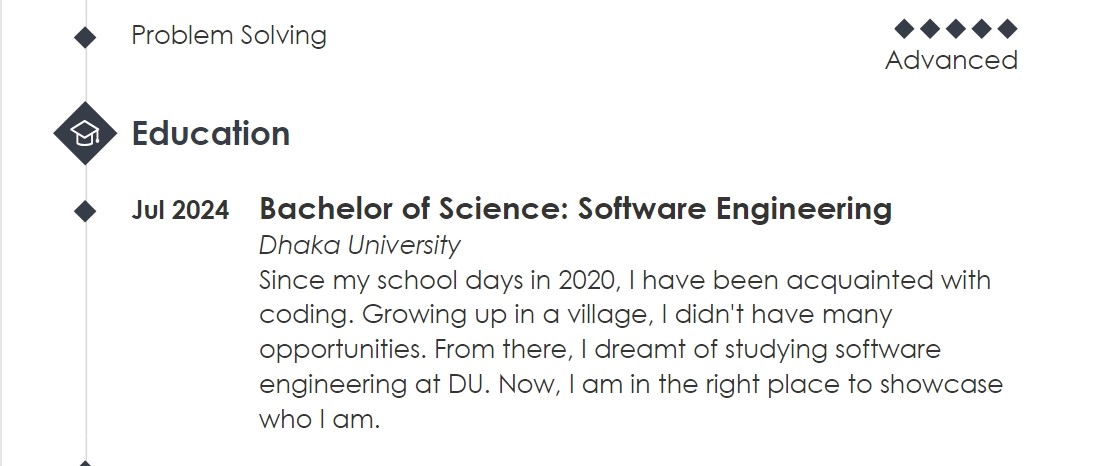 Problem Solving
Advanced
Education
Jul 2024 Bachelor of Science: Software Engineering
Dhaka University
Since my school days in 2020, I have been acquainted with
coding. Growing up in a village, I didn't have many
opportunities. From there, I dreamt of studying software
engineering at DU. Now, I am in the right place to showcase
who I am.